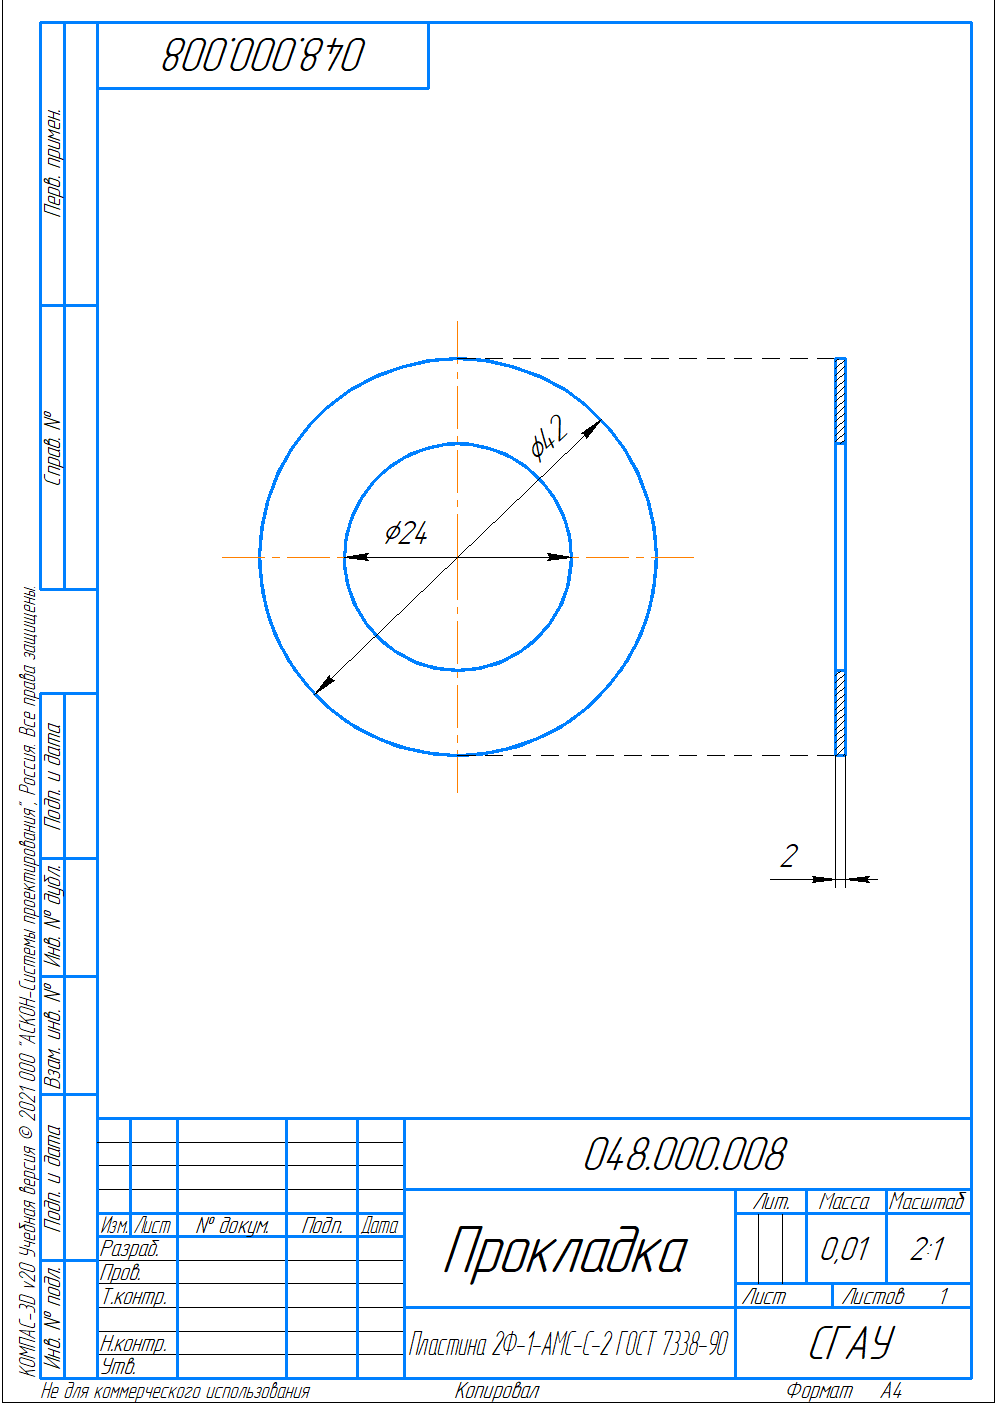 048.000.008
Перв. примен.
Справ. №
Подп. и дата
Инв. № дубл.
Взам. инв. №
Подп. и дата
Инв. № подл.
КОМПАС-3D v20 Учебная версия © 2021 ООО "АСКОН-Системы проектирования", Россия. Все права защищены.
⌀42
⌀24
2
048.000.008
Изм. Лист № докум. Подп. Дата
Разраб.
Пров.
Т.контр.
Н.контр.
Утв.
Прокладка
Лит. Масса Масштаб
0,01 2:1
Лист Листов 1
Пластина 2Ф-1-АМС-С-2 ГОСТ 7338-90
СГАУ
Не для коммерческого использования Копировал Формат А4